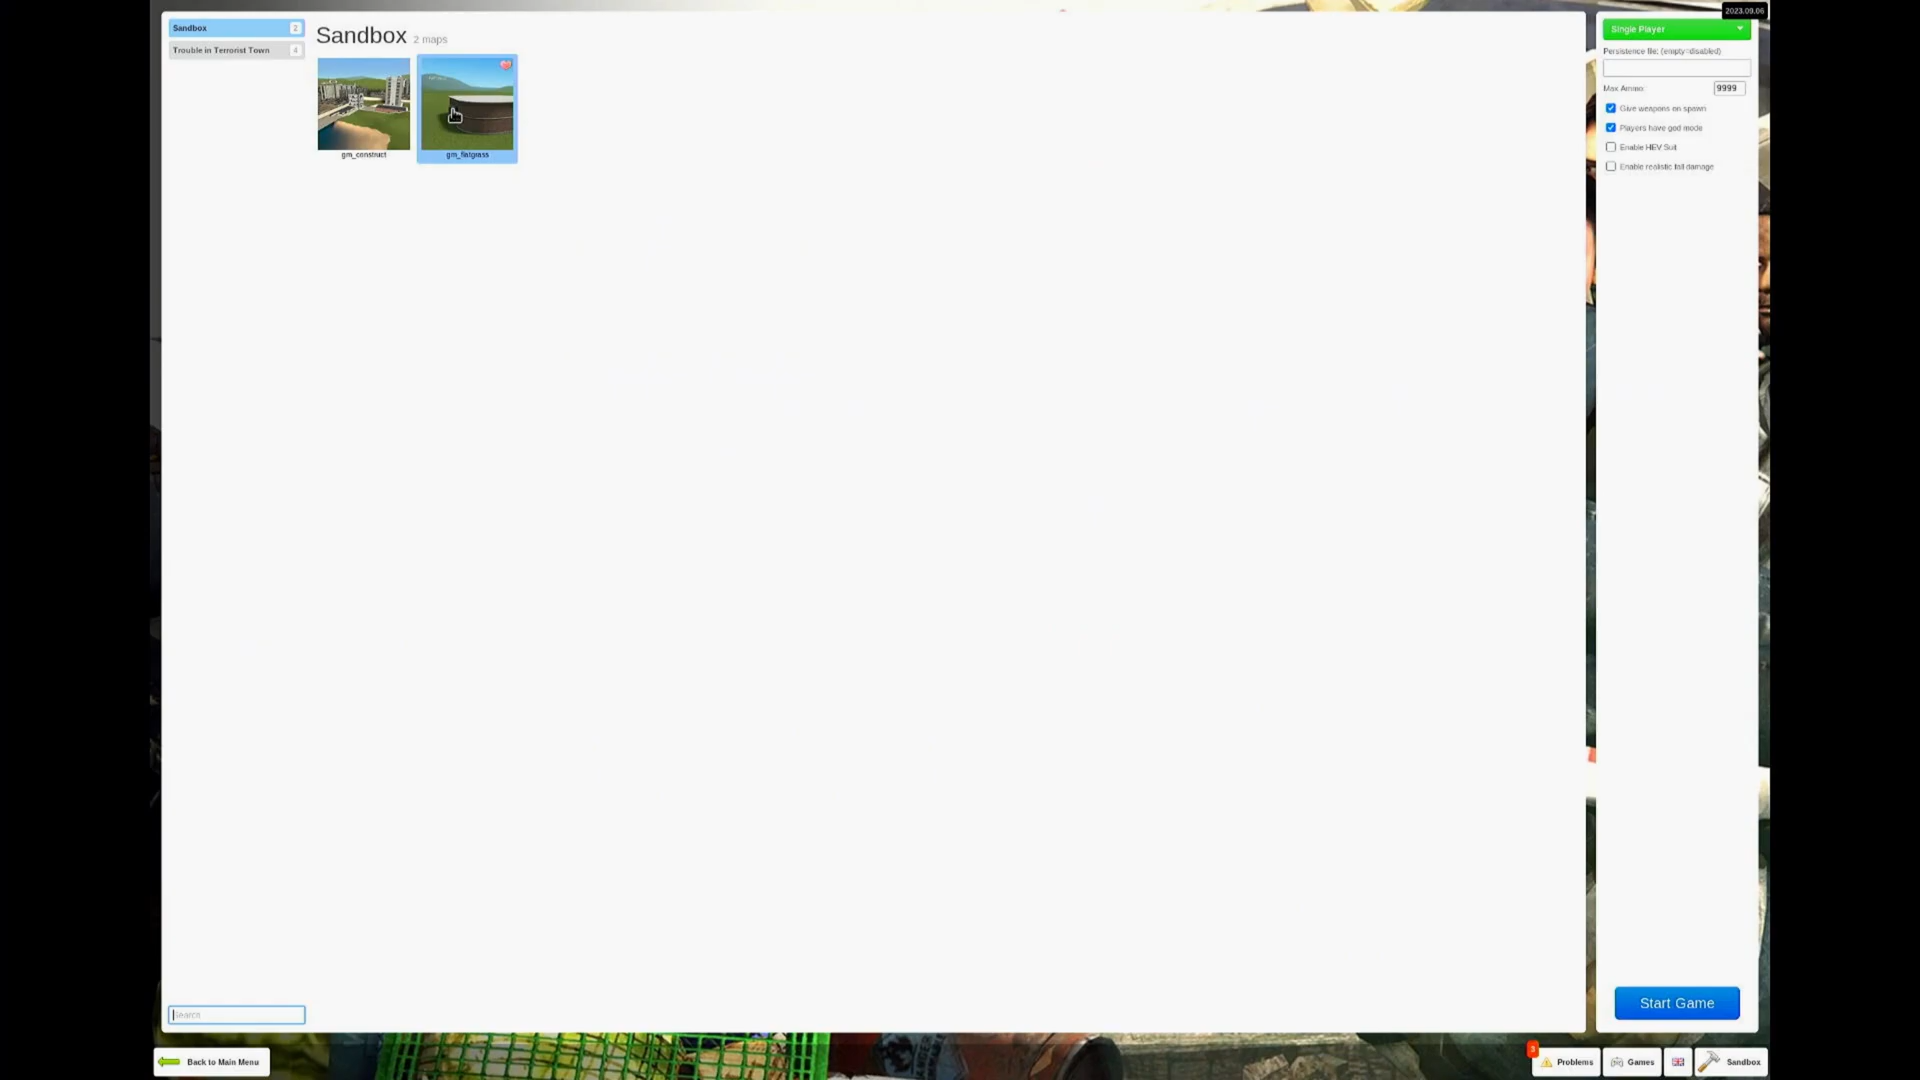 2023.09.06
Sandbox 2
Trouble in Terrorist Town 4
Sandbox 2 maps
gm_construct
gm_flatgrass
Search
Single Player
Persistence file: (empty=disabled)
Max Ammo: 9999
Give weapons on spawn
Players have god mode
Enable HEV Suit
Enable realistic fall damage
Start Game
Back to Main Menu
3
Problems
Games
Sandbox